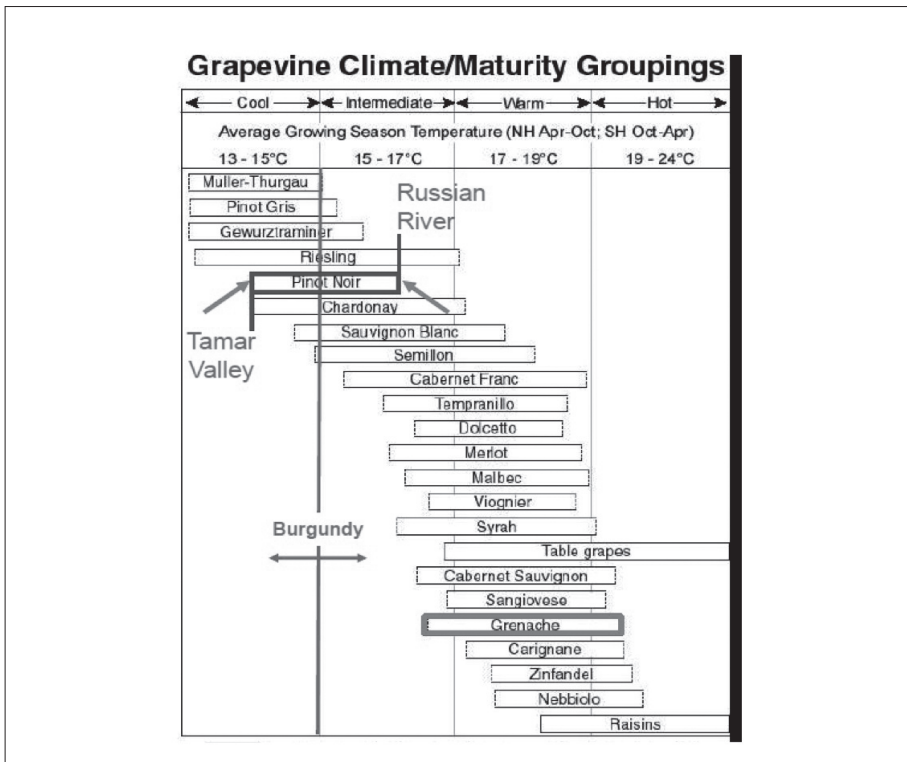 Grapevine Climate/Maturity Groupings
Cool Intermediate Warm Hot
Average Growing Season Temperature (NH Apr-Oct; SH Oct-Apr)
13 - 15°C 15 - 17°C 17 - 19°C 19 - 24°C
Muller-Thurgau
Pinot Gris
Gewurztraminer
Russian
River
Riesling
Pinot Noir
Chardonay
Tamar
Valley
Sauvignon Blanc
Semillon
Cabernet Franc
Tempranillo
Dolcetto
Merlot
Malbec
Viognier
Syrah
Burgundy
Table grapes
Cabernet Sauvignon
Sangiovese
Grenache
Carignane
Zinfandel
Nebbiolo
Raisins